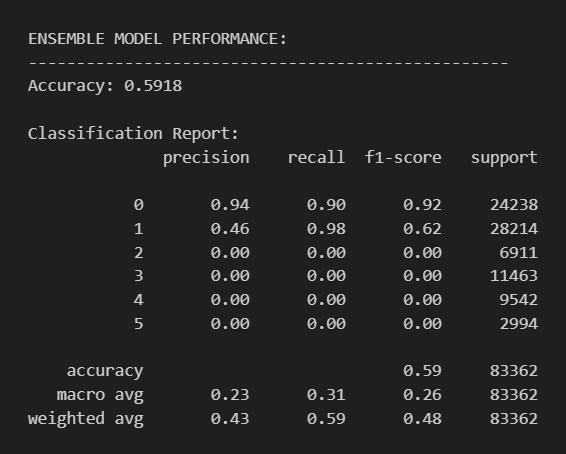 ENSEMBLE MODEL PERFORMANCE:
--------------------------------------------------
Accuracy: 0.5918
Classification Report:
precision recall f1-score support
0 0.94 0.90 0.92 24238
1 0.46 0.98 0.62 28214
2 0.00 0.00 0.00 6911
3 0.00 0.00 0.00 11463
4 0.00 0.00 0.00 9542
5 0.00 0.00 0.00 2994
accuracy 0.59 83362
macro avg 0.23 0.31 0.26 83362
weighted avg 0.43 0.59 0.48 83362